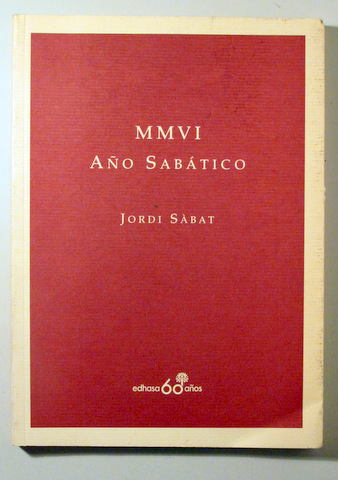 MMVI
AÑO SABÁTICO
JORDI SÀBAT
edhasa 60 años